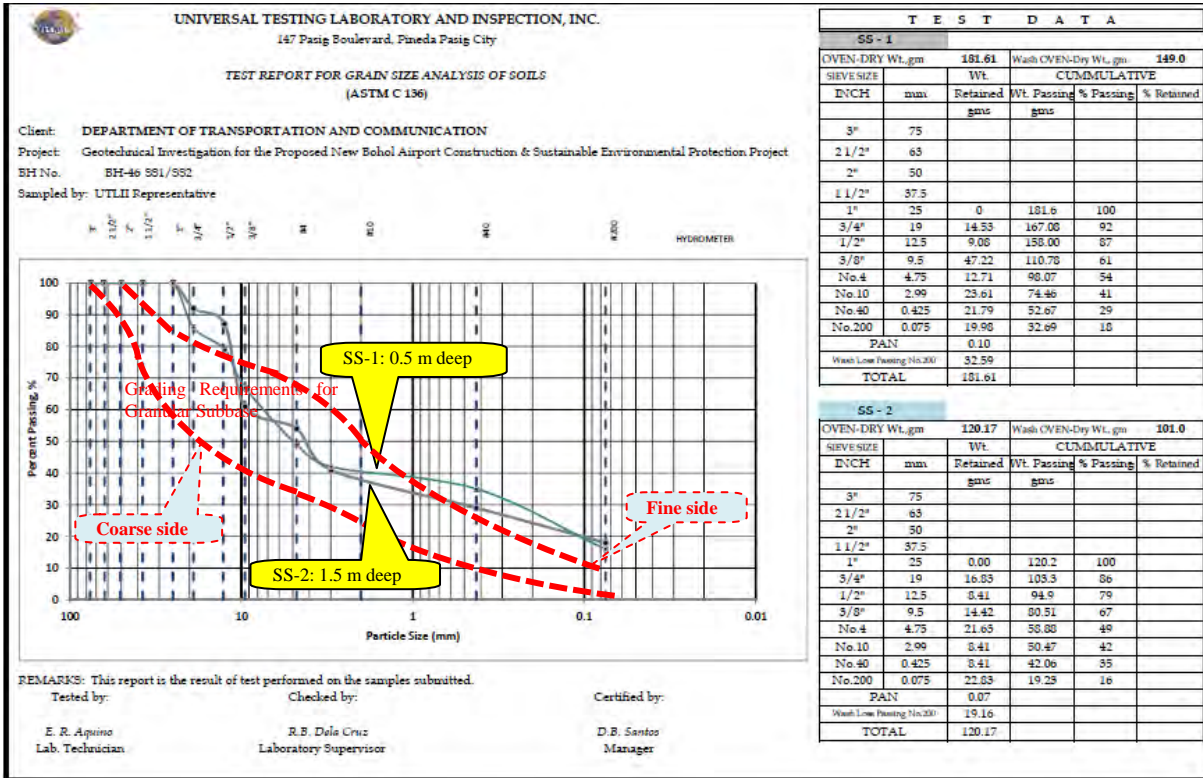 UNIVERSAL TESTING LABORATORY AND INSPECTION, INC.
147 Pasig Boulevard, Pineda Pasig City
TEST REPORT FOR GRAIN SIZE ANALYSIS OF SOILS
(ASTM C 136)
Client: DEPARTMENT OF TRANSPORTATION AND COMMUNICATION
Project: Geotechnical Investigation for the Proposed New Bohol Airport Construction & Sustainable Environmental Protection Project
BH No. BH-46 SS1/SS2
Sampled by: UTLII Representative
3" 2 1/2" 2" 1 1/2" 1" 3/4" 1/2" 3/8" #4 #10 #40 #200 HYDROMETER
100
90
80
70
60
50
40
30
20
10
0
Percent Passing, %
100 10 1 0.1 0.01
Particle Size (mm)
Grading Requirements for
Granular Subbase
SS-1: 0.5 m deep
SS-2: 1.5 m deep
Coarse side
Fine side
REMARKS: This report is the result of test performed on the samples submitted.
Tested by: Checked by: Certified by:
E. R. Aquino R.B. Dela Cruz D.B. Santos
Lab. Technician Laboratory Supervisor Manager
T E S T D A T A
SS - 1
OVEN-DRY Wt.,gm 181.61 Wash OVEN-Dry Wt., gm 149.0
SIEVE SIZE Wt. CUMMULATIVE
INCH mm Retained Wt. Passing % Passing % Retained
gms gms
3" 75
2 1/2" 63
2" 50
1 1/2" 37.5
1" 25 0 181.6 100
3/4" 19 14.53 167.08 92
1/2" 12.5 9.08 158.00 87
3/8" 9.5 47.22 110.78 61
No.4 4.75 12.71 98.07 54
No.10 2.99 23.61 74.46 41
No.40 0.425 21.79 52.67 29
No.200 0.075 19.98 32.69 18
PAN 0.10
Wash Loss Passing No.200 32.59
TOTAL 181.61
SS - 2
OVEN-DRY Wt.,gm 120.17 Wash OVEN-Dry Wt., gm 101.0
SIEVE SIZE Wt. CUMMULATIVE
INCH mm Retained Wt. Passing % Passing % Retained
gms gms
3" 75
2 1/2" 63
2" 50
1 1/2" 37.5
1" 25 0.00 120.2 100
3/4" 19 16.83 103.3 86
1/2" 12.5 8.41 94.9 79
3/8" 9.5 14.42 80.51 67
No.4 4.75 21.63 58.88 49
No.10 2.99 8.41 50.47 42
No.40 0.425 8.41 42.06 35
No.200 0.075 22.83 19.23 16
PAN 0.07
Wash Loss Passing No.200 19.16
TOTAL 120.17